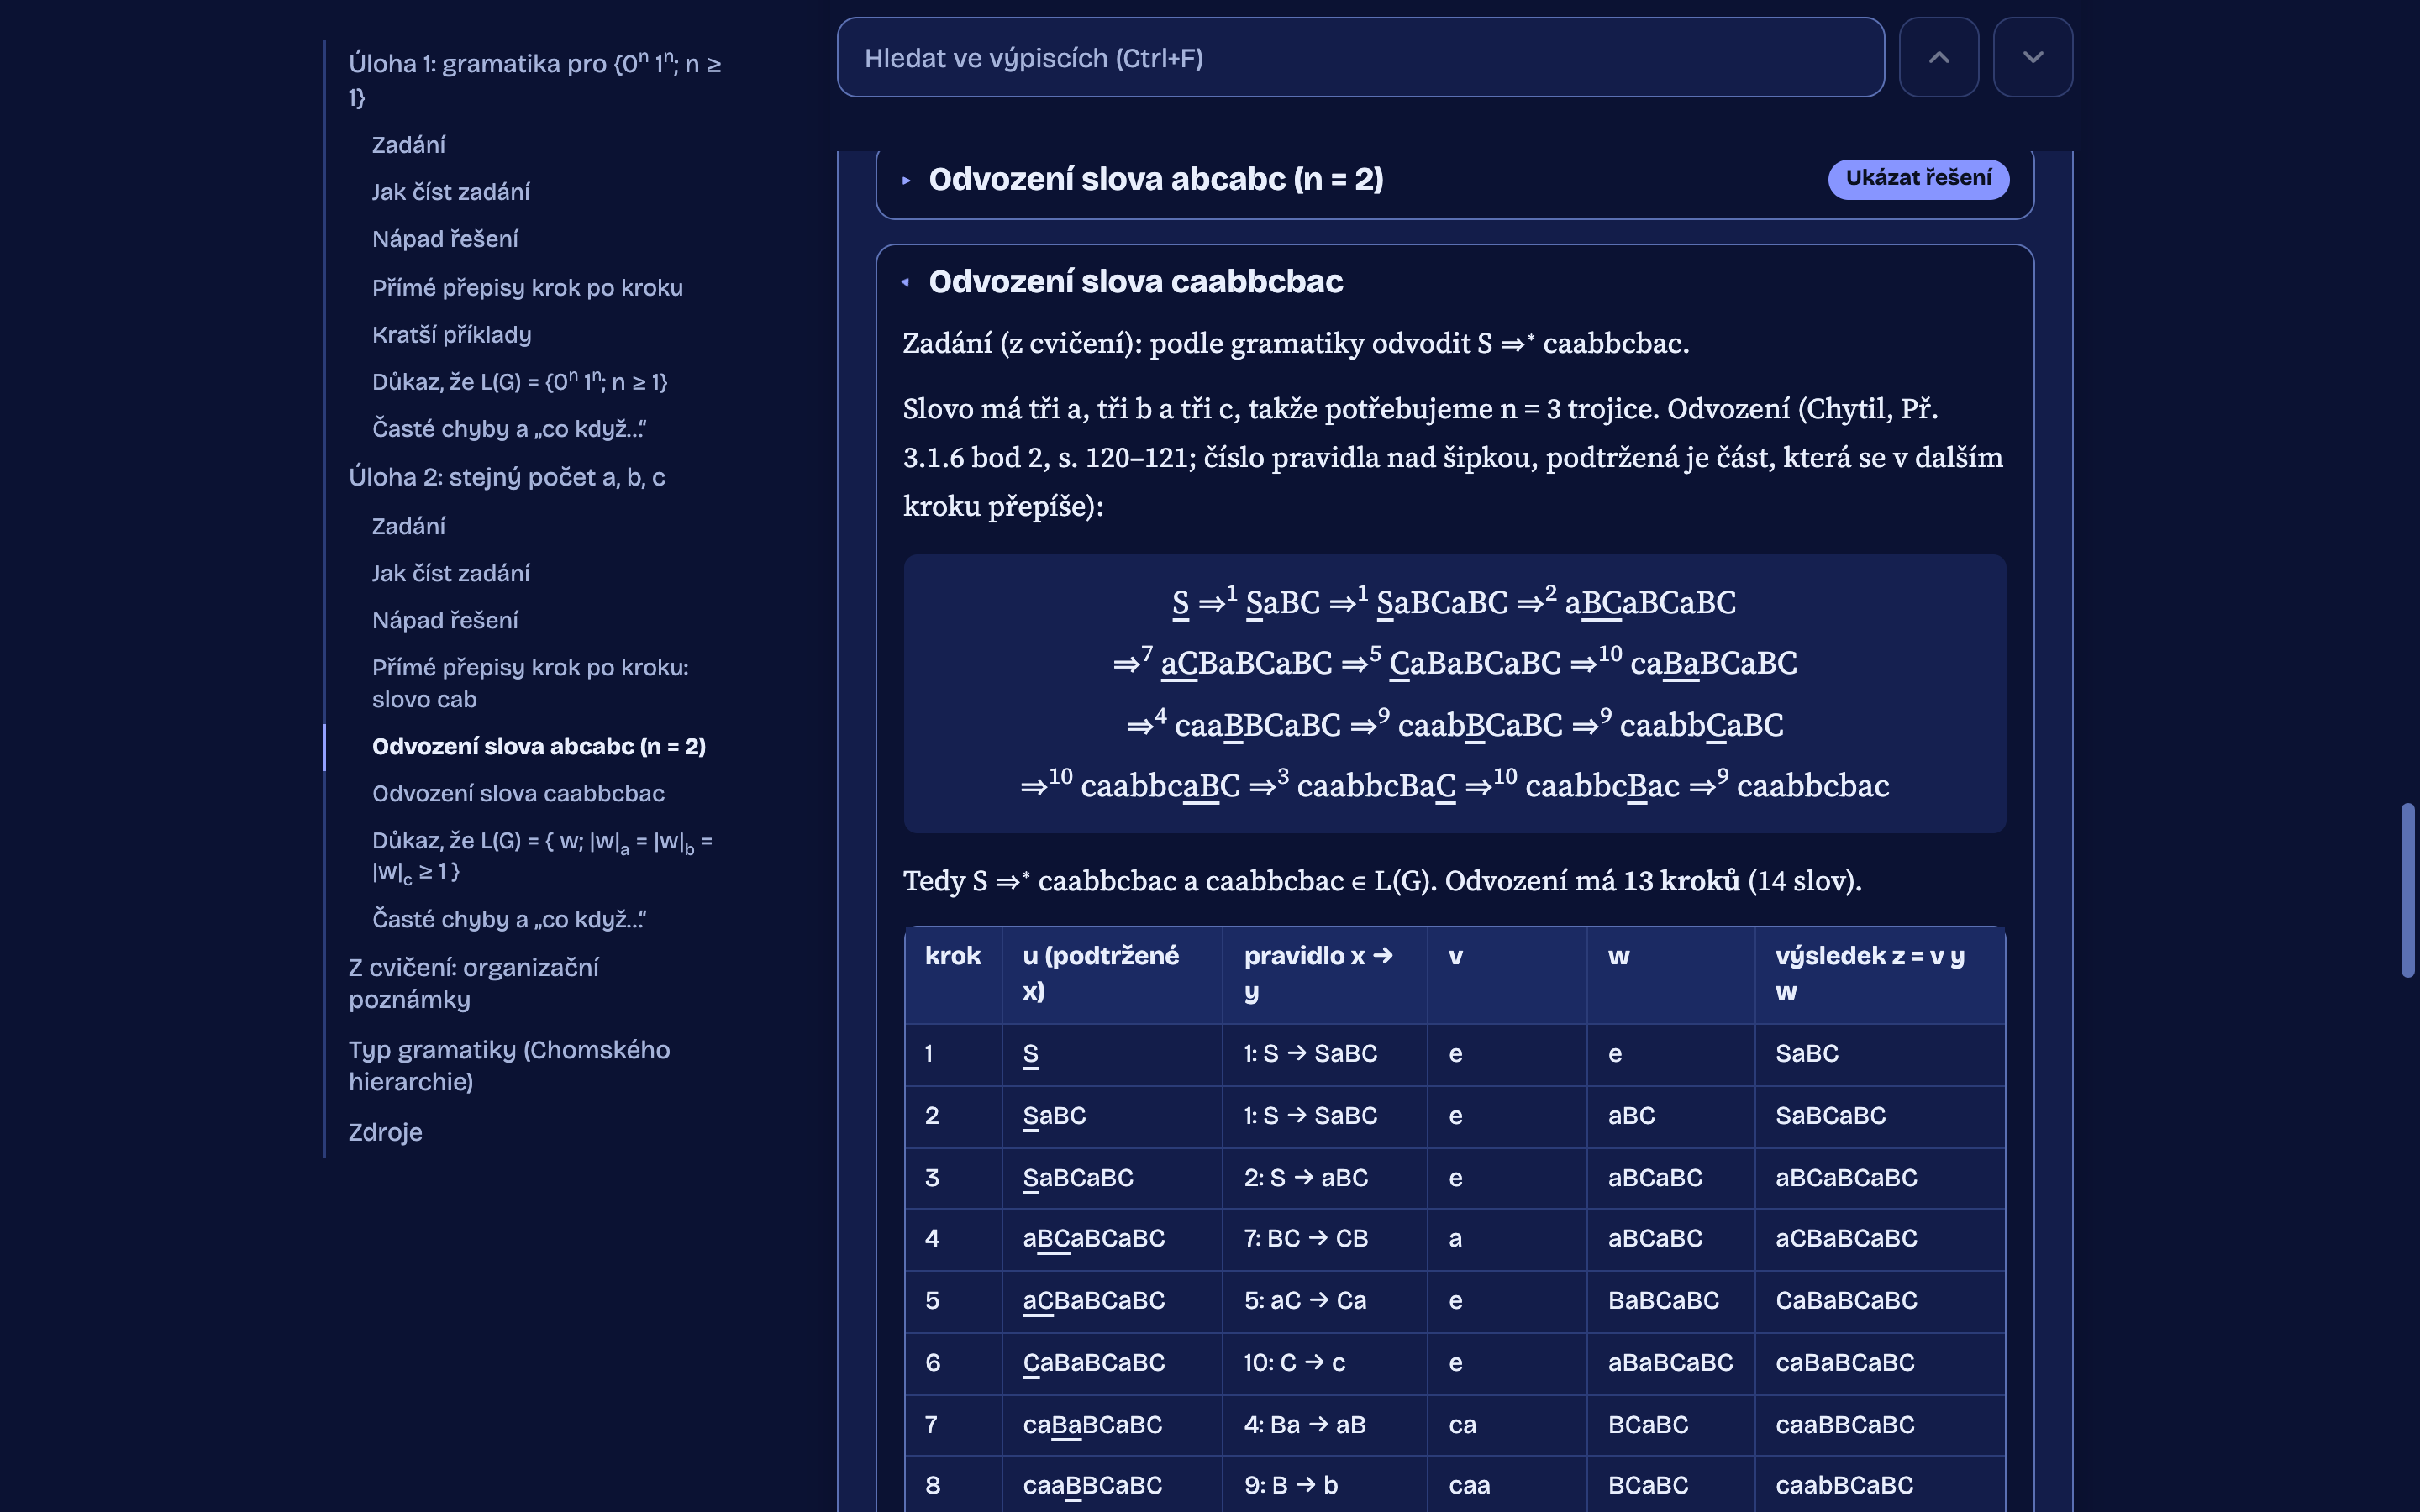 Úloha 1: gramatika pro {0ⁿ 1ⁿ; n ≥
1}
Zadání
Jak číst zadání
Nápad řešení
Přímé přepisy krok po kroku
Kratší příklady
Důkaz, že L(G) = {0ⁿ 1ⁿ; n ≥ 1}
Časté chyby a „co když…“
Úloha 2: stejný počet a, b, c
Zadání
Jak číst zadání
Nápad řešení
Přímé přepisy krok po kroku:
slovo cab
Odvození slova abcabc (n = 2)
Odvození slova caabbcbac
Důkaz, že L(G) = { w; |w|ₐ = |w|_b =
|w|_c ≥ 1 }
Časté chyby a „co když…“
Z cvičení: organizační
poznámky
Typ gramatiky (Chomského
hierarchie)
Zdroje
Hledat ve výpiscích (Ctrl+F)
Odvození slova abcabc (n = 2) Ukázat řešení
Odvození slova caabbcbac
Zadání (z cvičení): podle gramatiky odvodit S ⇒* caabbcbac.
Slovo má tři a, tři b a tři c, takže potřebujeme n = 3 trojice. Odvození (Chytil, Př.
3.1.6 bod 2, s. 120–121; číslo pravidla nad šipkou, podtržená je část, která se v dalším
kroku přepíše):
S ⇒¹ SaBC ⇒¹ SaBCaBC ⇒² aBCaBCaBC
⇒⁷ aCBaBCaBC ⇒⁵ CaBaBCaBC ⇒¹⁰ caBaBCaBC
⇒⁴ caaBBCaBC ⇒⁹ caabBCaBC ⇒⁹ caabbCaBC
⇒¹⁰ caabbcaBC ⇒³ caabbcBaC ⇒¹⁰ caabbcBac ⇒⁹ caabbcbac
Tedy S ⇒* caabbcbac a caabbcbac ∈ L(G). Odvození má 13 kroků (14 slov).
krok u (podtržené x) pravidlo x → y v w výsledek z = v y w
1 S 1: S → SaBC e e SaBC
2 SaBC 1: S → SaBC e aBC SaBCaBC
3 SaBCaBC 2: S → aBC e aBCaBC aBCaBCaBC
4 aBCaBCaBC 7: BC → CB a aBCaBC aCBaBCaBC
5 aCBaBCaBC 5: aC → Ca e BaBCaBC CaBaBCaBC
6 CaBaBCaBC 10: C → c e aBaBCaBC caBaBCaBC
7 caBaBCaBC 4: Ba → aB ca BCaBC caaBBCaBC
8 caaBBCaBC 9: B → b caa BCaBC caabBCaBC